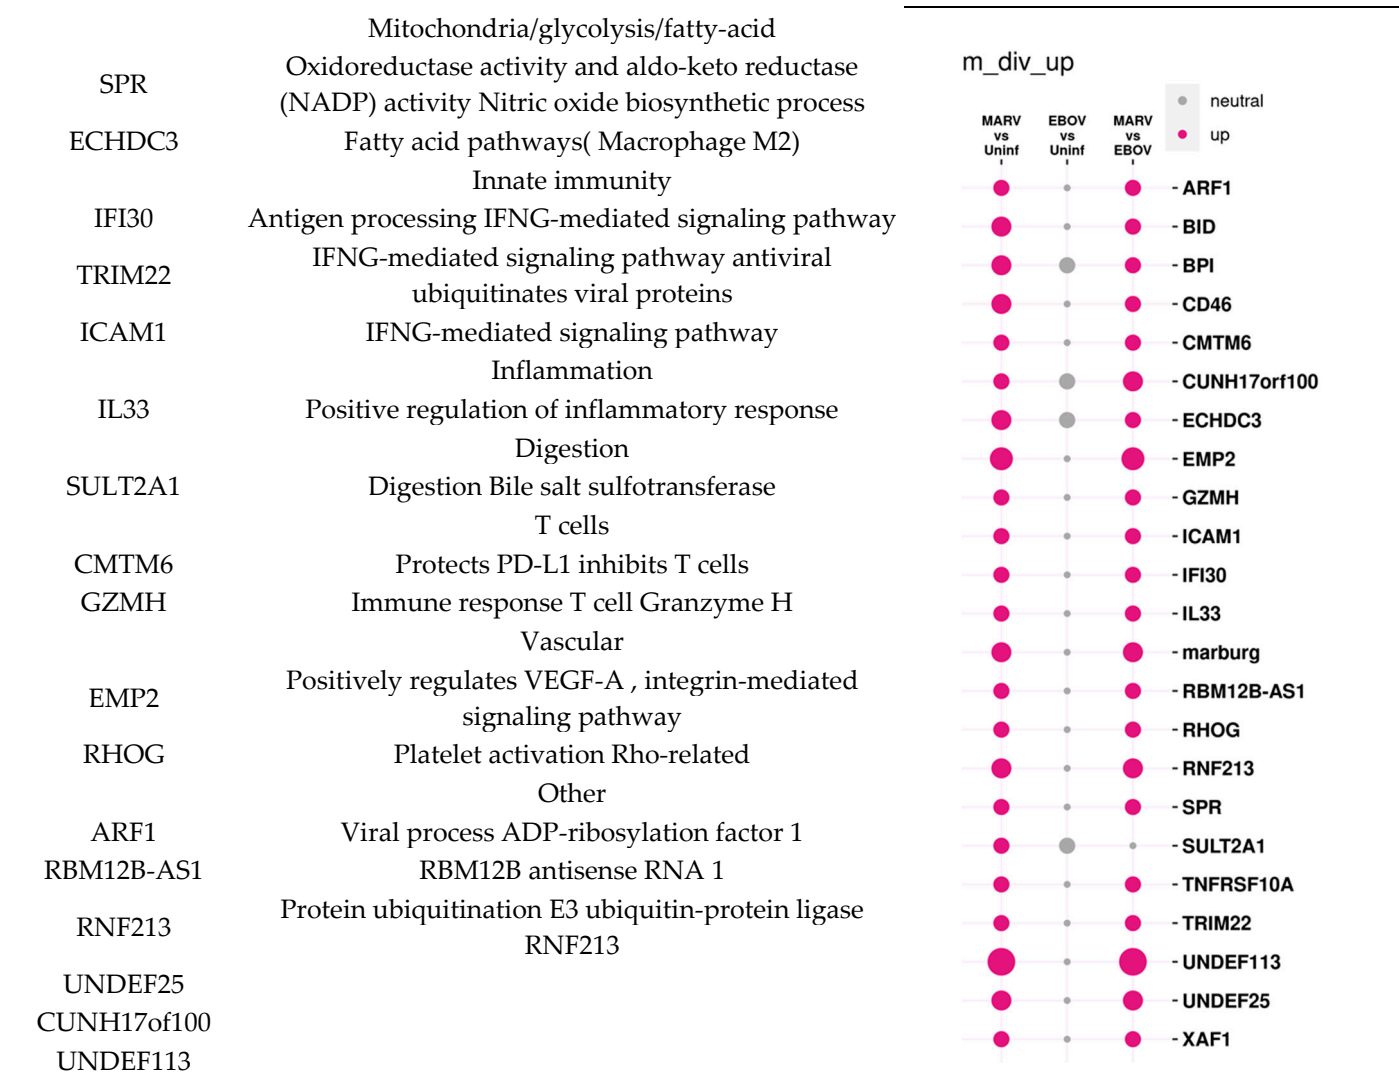 Mitochondria/glycolysis/fatty-acid
SPR
Oxidoreductase activity and aldo-keto reductase
(NADP) activity Nitric oxide biosynthetic process
ECHDC3
Fatty acid pathways( Macrophage M2)
Innate immunity
IFI30
Antigen processing IFNG-mediated signaling pathway
TRIM22
IFNG-mediated signaling pathway antiviral
ubiquitinates viral proteins
ICAM1
IFNG-mediated signaling pathway
Inflammation
IL33
Positive regulation of inflammatory response
Digestion
SULT2A1
Digestion Bile salt sulfotransferase
T cells
CMTM6
Protects PD-L1 inhibits T cells
GZMH
Immune response T cell Granzyme H
Vascular
EMP2
Positively regulates VEGF-A , integrin-mediated
signaling pathway
RHOG
Platelet activation Rho-related
Other
ARF1
Viral process ADP-ribosylation factor 1
RBM12B-AS1
RBM12B antisense RNA 1
RNF213
Protein ubiquitination E3 ubiquitin-protein ligase
RNF213
UNDEF25
CUNH17of100
UNDEF113
m_div_up
neutral
up
MARV
vs
Uninf
EBOV
vs
Uninf
MARV
vs
EBOV
ARF1
BID
BPI
CD46
CMTM6
CUNH17orf100
ECHDC3
EMP2
GZMH
ICAM1
IFI30
IL33
marburg
RBM12B-AS1
RHOG
RNF213
SPR
SULT2A1
TNFRSF10A
TRIM22
UNDEF113
UNDEF25
XAF1